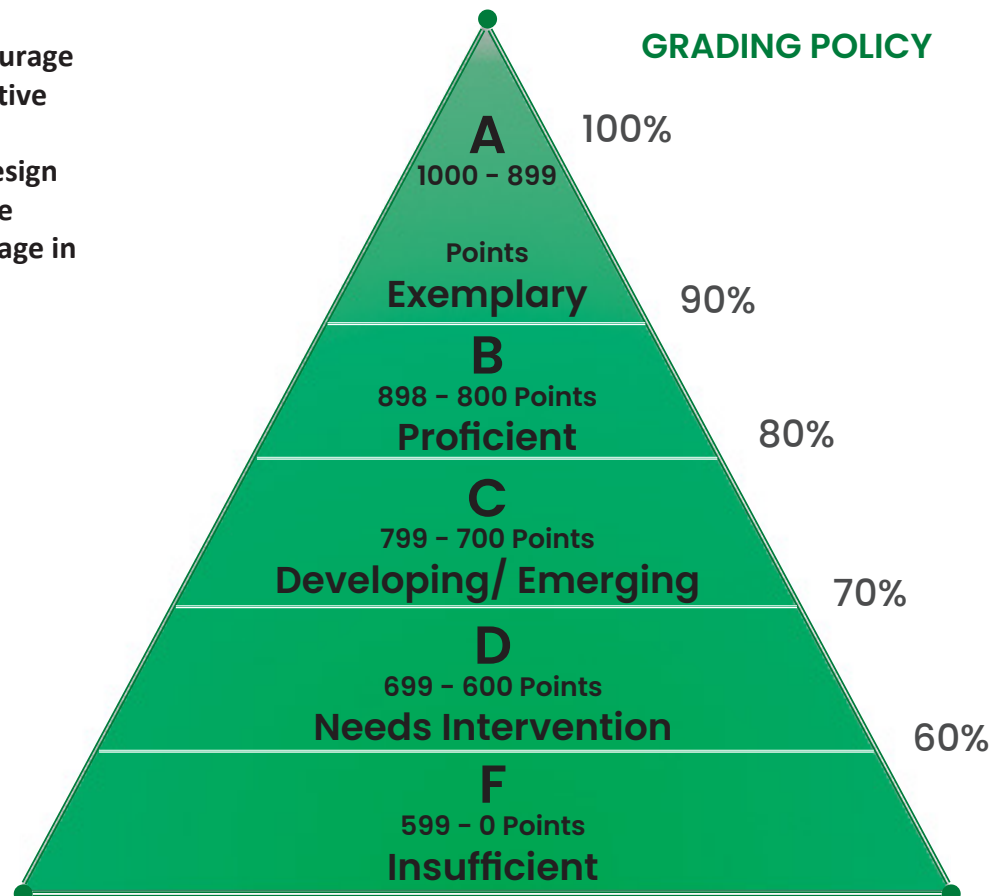 urage
tive
esign
e
age in
GRADING POLICY
A
1000 - 899
Points
Exemplary
100%
90%
B
898 - 800 Points
Proficient
80%
C
799 - 700 Points
Developing/ Emerging
70%
D
699 - 600 Points
Needs Intervention
60%
F
599 - 0 Points
Insufficient